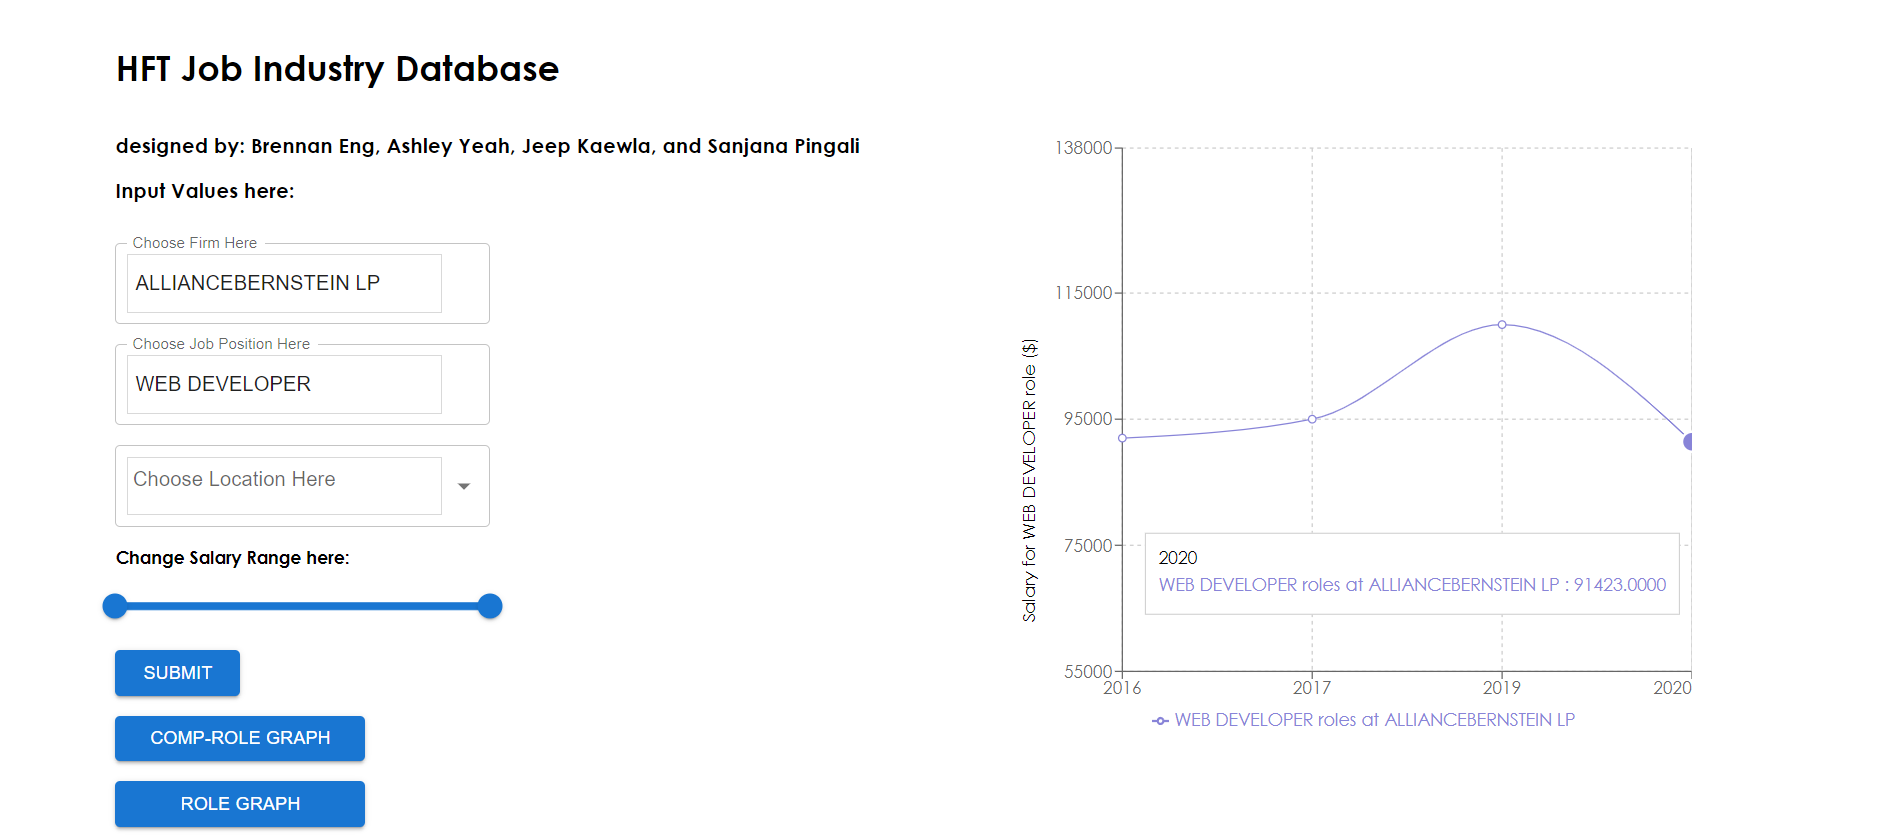 HFT Job Industry Database
designed by: Brennan Eng, Ashley Yeah, Jeep Kaewla, and Sanjana Pingali
Input Values here:
Choose Firm Here
ALLIANCEBERNSTEIN LP
Choose Job Position Here
WEB DEVELOPER
Choose Location Here
Change Salary Range here:
SUBMIT
COMP-ROLE GRAPH
ROLE GRAPH
Salary for WEB DEVELOPER role ($)
138000
115000
95000
75000
55000
2020
WEB DEVELOPER roles at ALLIANCEBERNSTEIN LP : 91423.0000
2016 2017 2019 2020
WEB DEVELOPER roles at ALLIANCEBERNSTEIN LP